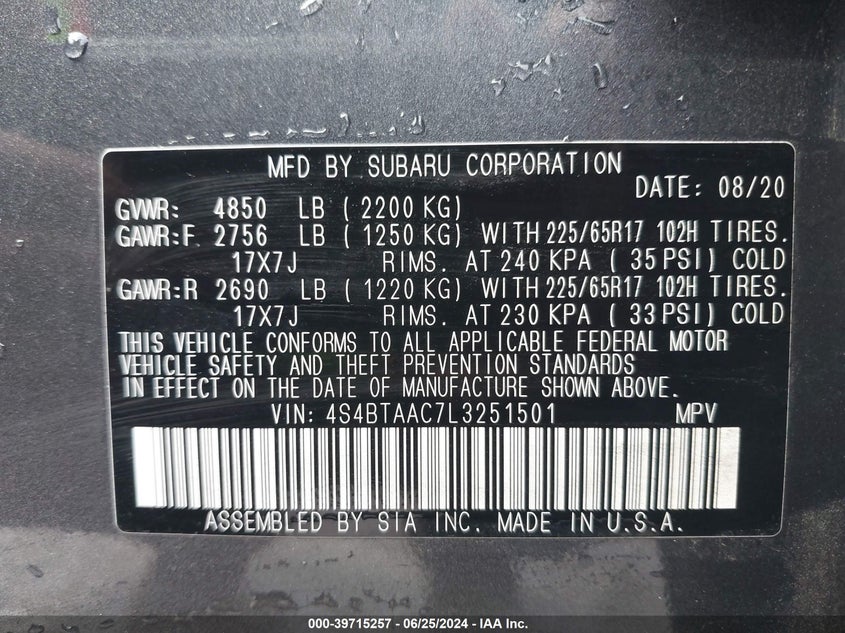 MFD BY SUBARU CORPORATION
DATE: 08/20
GVWR: 4850 LB ( 2200 KG)
GAWR:F 2756 LB ( 1250 KG) WITH 225/65R17 102H TIRES.
17X7J RIMS. AT 240 KPA ( 35 PSI) COLD
GAWR:R 2690 LB ( 1220 KG) WITH 225/65R17 102H TIRES.
17X7J RIMS. AT 230 KPA ( 33 PSI) COLD
THIS VEHICLE CONFORMS TO ALL APPLICABLE FEDERAL MOTOR
VEHICLE SAFETY AND THEFT PREVENTION STANDARDS
IN EFFECT ON THE DATE OF MANUFACTURE SHOWN ABOVE.
VIN: 4S4BTAAC7L3251501 MPV
ASSEMBLED BY SIA INC. MADE IN U.S.A.
000-39715257 - 06/25/2024 - IAA Inc.